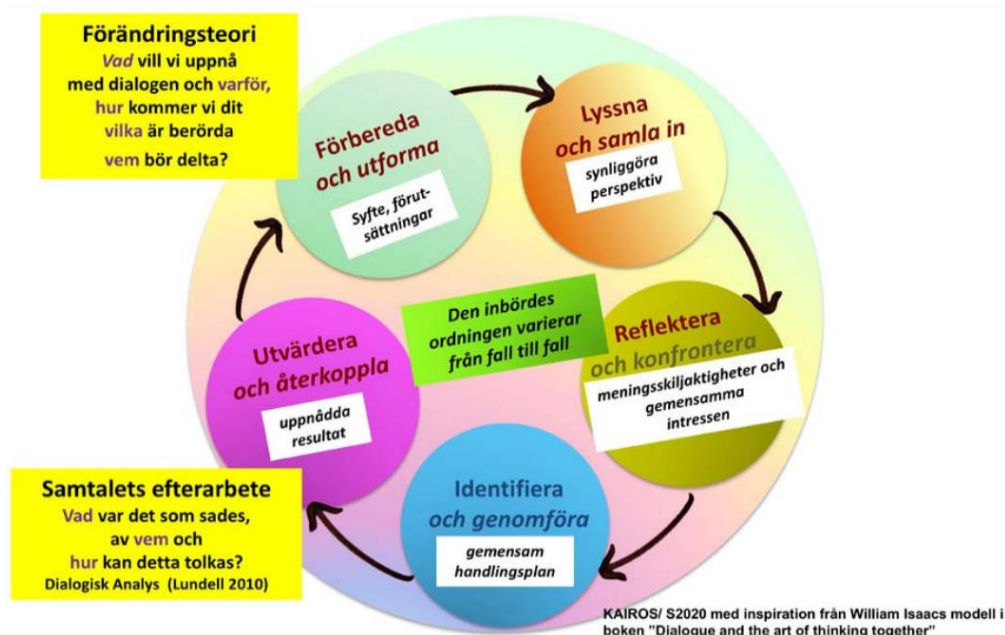 Förändringsteori
Vad vill vi uppnå
med dialogen och varför,
hur kommer vi dit
vilka är berörda
vem bör delta?
Förbereda
och utforma
Syfte, förut-
sättningar
Lyssna
och samla in
synliggöra
perspektiv
Reflektera
och konfrontera
meningsskiljaktigheter och
gemensamma
intressen
Den inbördes
ordningen varierar
från fall till fall
Identifiera
och genomföra
gemensam
handlingsplan
Utvärdera
och återkoppla
uppnådda
resultat
Samtalets efterarbete
Vad var det som sades,
av vem och
hur kan detta tolkas?
Dialogisk Analys (Lundell 2010)
KAIROS/ S2020 med inspiration från William Isaacs modell i
boken "Dialogue and the art of thinking together"